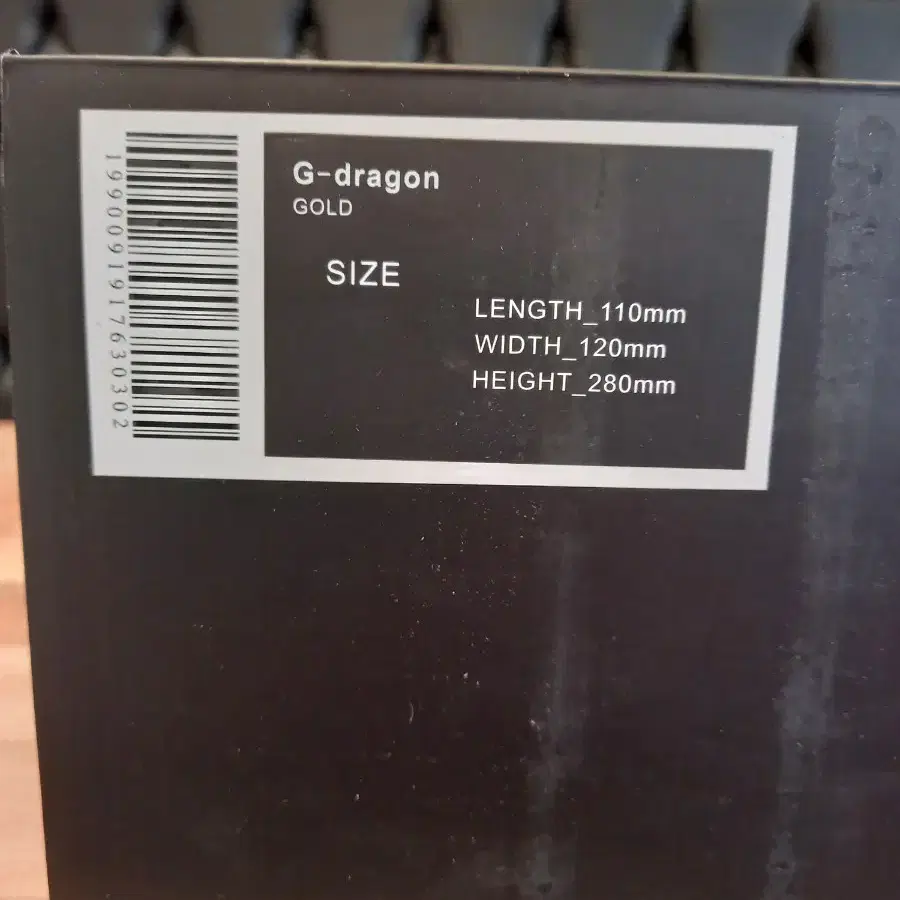 G-dragon
GOLD
SIZE
LENGTH_110mm
WIDTH_120mm
HEIGHT_280mm
1990091917630302